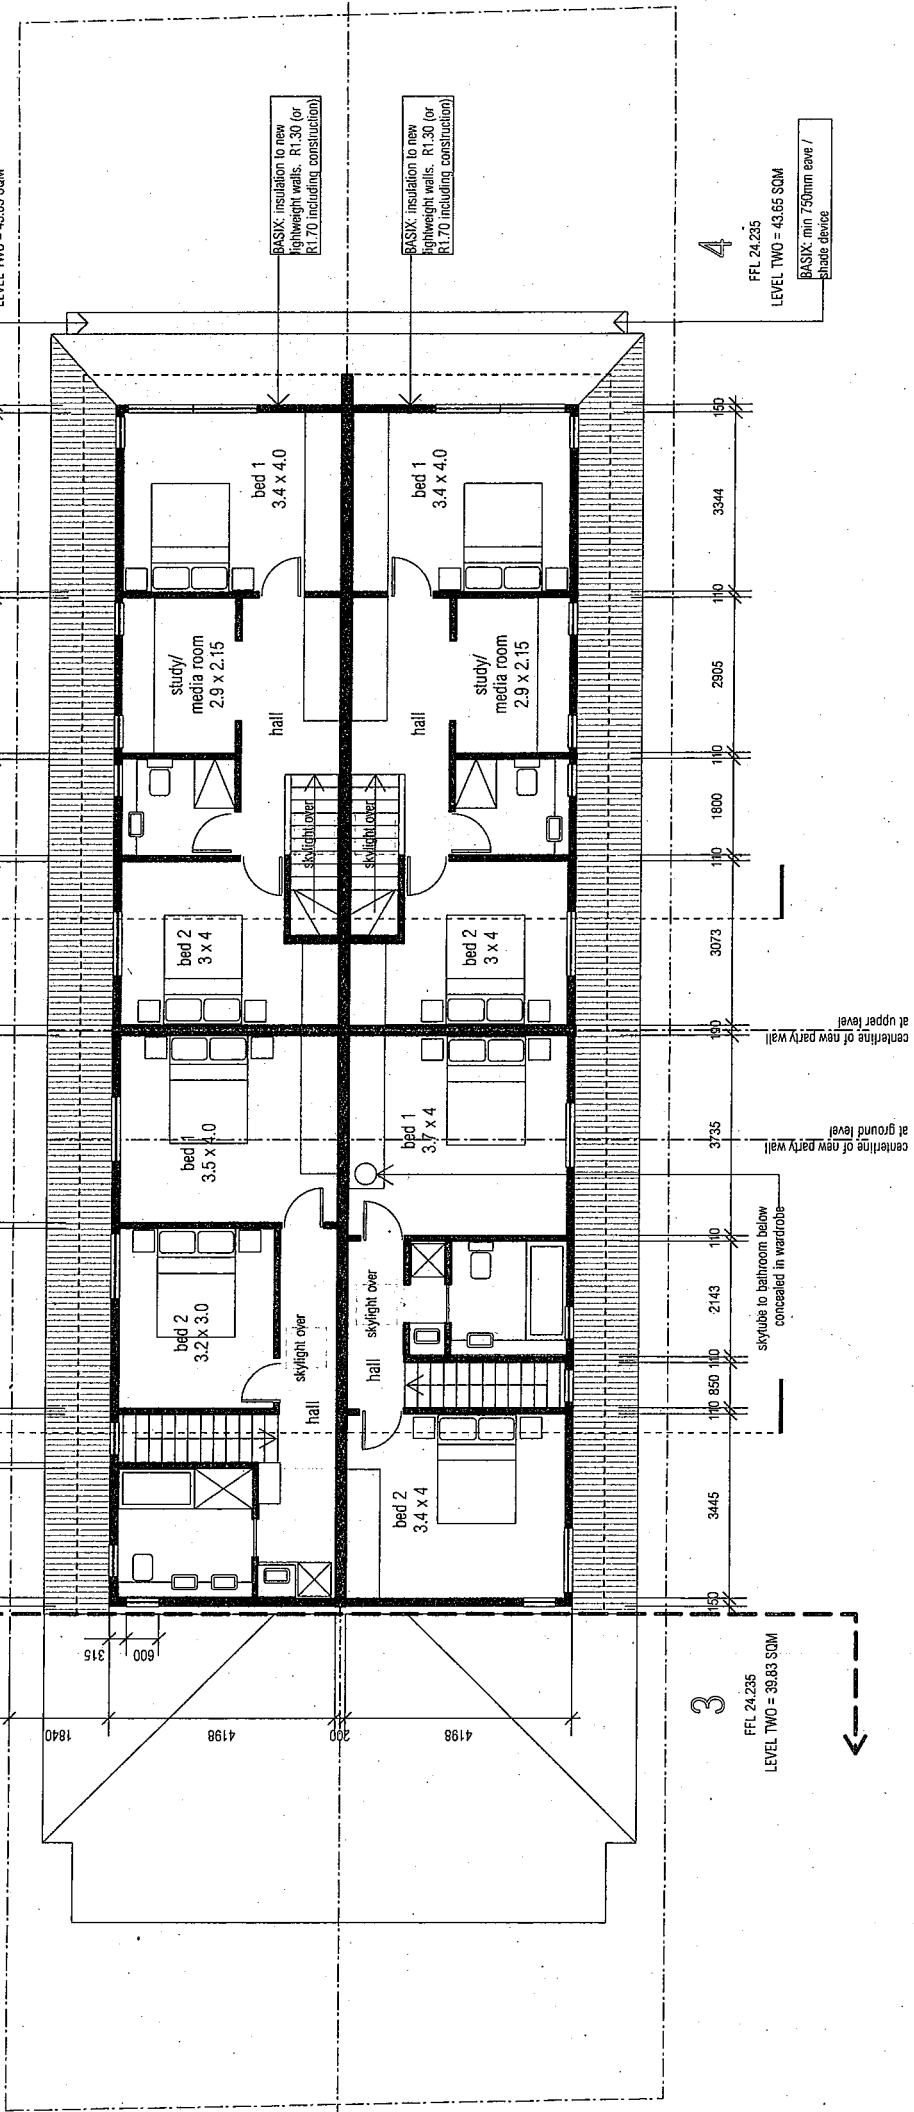 BASIX: insulation to new
lightweight walls. R1.30 (or
R1.70 including construction)
BASIX: insulation to new
lightweight walls. R1.30 (or
R1.70 including construction)
4
FFL 24.235
LEVEL TWO = 43.65 SQM
BASIX: min 750mm eave /
shade device
bed 1
3.4 x 4.0
bed 1
3.4 x 4.0
study/
media room
2.9 x 2.15
study/
media room
2.9 x 2.15
hall
hall
skylight over
skylight over
bed 2
3 x 4
bed 2
3 x 4
bed 1
3.5 x 4.0
bed 1
3.7 x 4
bed 2
3.2 x 3.0
skylight over
skylight over
hall
hall
bed 2
3.4 x 4
150
3344
110
2905
110
1800
110
3073
190
3735
110
2143
110
850
110
3445
150
centerline of new party wall
at upper level
centerline of new party wall
at ground level
skytube to bathroom below
concealed in wardrobe
315
600
1840
4198
200
4198
3
FFL 24.235
LEVEL TWO = 39.83 SQM